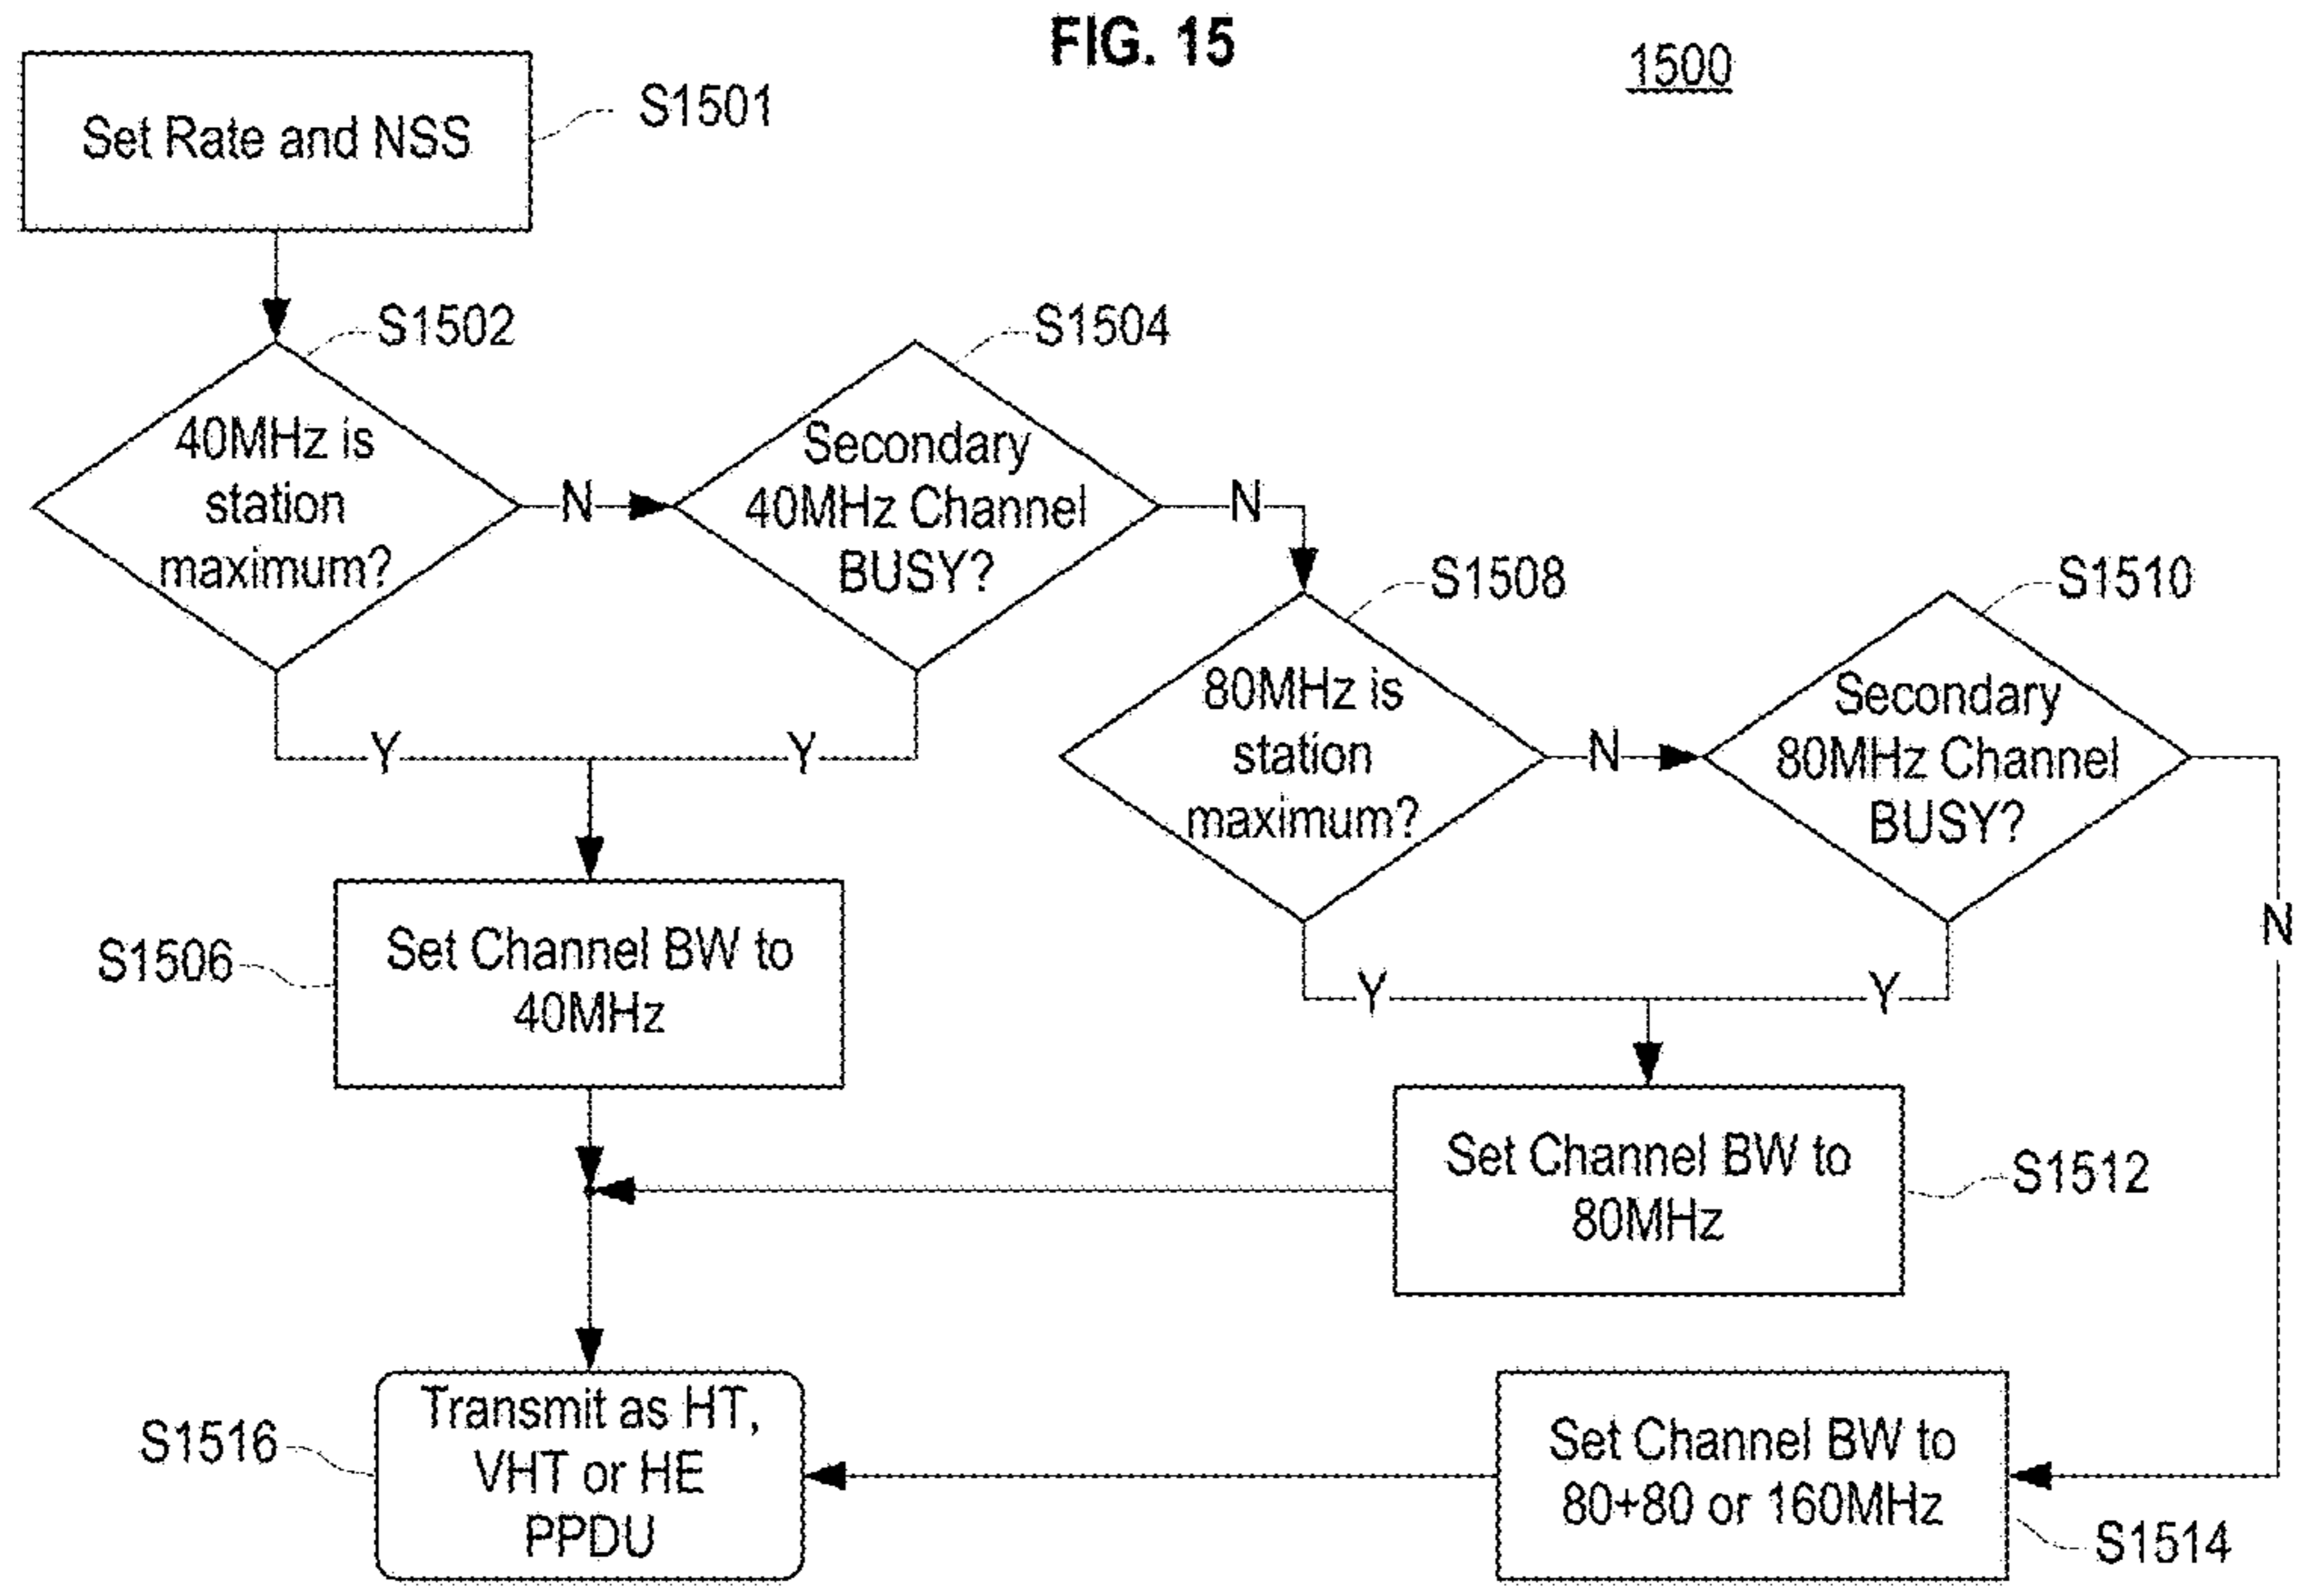 FIG. 15
1500
Set Rate and NSS
S1501
S1502
40MHz is
station
maximum?
N
Y
S1504
Secondary
40MHz Channel
BUSY?
N
Y
S1508
80MHz is
station
maximum?
N
Y
S1510
Secondary
80MHz Channel
BUSY?
N
Y
S1506
Set Channel BW to
40MHz
Set Channel BW to
80MHz
S1512
S1516
Transmit as HT,
VHT or HE
PPDU
Set Channel BW to
80+80 or 160MHz
S1514